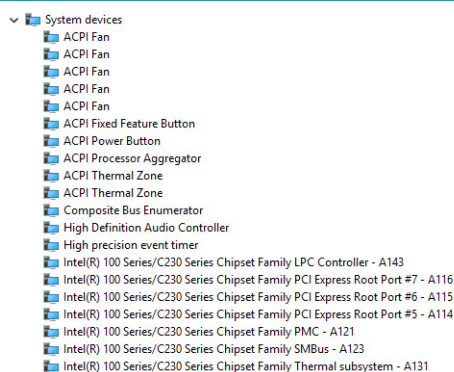 System devices
ACPI Fan
ACPI Fan
ACPI Fan
ACPI Fan
ACPI Fan
ACPI Fixed Feature Button
ACPI Power Button
ACPI Processor Aggregator
ACPI Thermal Zone
ACPI Thermal Zone
Composite Bus Enumerator
High Definition Audio Controller
High precision event timer
Intel(R) 100 Series/C230 Series Chipset Family LPC Controller - A143
Intel(R) 100 Series/C230 Series Chipset Family PCI Express Root Port #7 - A116
Intel(R) 100 Series/C230 Series Chipset Family PCI Express Root Port #6 - A115
Intel(R) 100 Series/C230 Series Chipset Family PCI Express Root Port #5 - A114
Intel(R) 100 Series/C230 Series Chipset Family PMC - A121
Intel(R) 100 Series/C230 Series Chipset Family SMBus - A123
Intel(R) 100 Series/C230 Series Chipset Family Thermal subsystem - A131